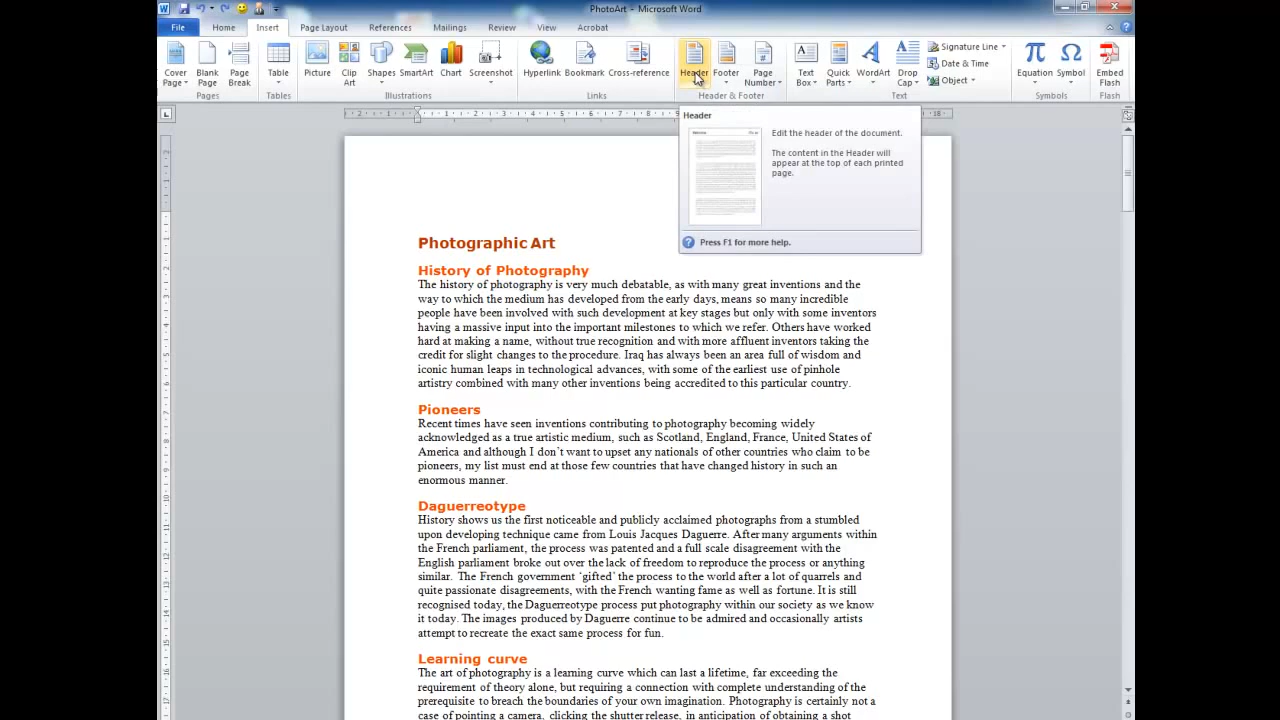 PhotoArt - Microsoft Word
File Home Insert Page Layout References Mailings Review View Acrobat
Cover Page Blank Page Page Break Table Picture Clip Art Shapes SmartArt Chart Screenshot Hyperlink Bookmark Cross-reference Header Footer Page Number Text Box Quick Parts WordArt Drop Cap Signature Line Date & Time Object Equation Symbol Embed Flash
Pages Tables Illustrations Links Header & Footer Text Symbols Flash
Header
Edit the header of the document.
The content in the Header will
appear at the top of each printed
page.
Press F1 for more help.
Photographic Art
History of Photography
The history of photography is very much debatable, as with many great inventions and the
way to which the medium has developed from the early days, means so many incredible
people have been involved with such development at key stages but only with some inventors
having a massive input into the important milestones to which we refer. Others have worked
hard at making a name, without true recognition and with more affluent inventors taking the
credit for slight changes to the procedure. Iraq has always been an area full of wisdom and
iconic human leaps in technological advances, with some of the earliest use of pinhole
artistry combined with many other inventions being accredited to this particular country.
Pioneers
Recent times have seen inventions contributing to photography becoming widely
acknowledged as a true artistic medium, such as Scotland, England, France, United States of
America and although I don't want to upset any nationals of other countries who claim to be
pioneers, my list must end at those few countries that have changed history in such an
enormous manner.
Daguerreotype
History shows us the first noticeable and publicly acclaimed photographs from a stumbled
upon developing technique came from Louis Jacques Daguerre. After many arguments within
the French parliament, the process was patented and a full scale disagreement with the
English parliament broke out over the lack of freedom to reproduce the process or anything
similar. The French government 'gifted' the process to the world after a lot of quarrels and
quite passionate disagreements, with the French wanting fame as well as fortune. It is still
recognised today, the Daguerreotype process put photography within our society as we know
it today. The images produced by Daguerre continue to be admired and occasionally artists
attempt to recreate the exact same process for fun.
Learning curve
The art of photography is a learning curve which can last a lifetime, far exceeding the
requirement of theory alone, but requiring a connection with complete understanding of the
prerequisite to breach the boundaries of your own imagination. Photography is certainly not a
case of pointing a camera, clicking the shutter release, in anticipation of obtaining a shot